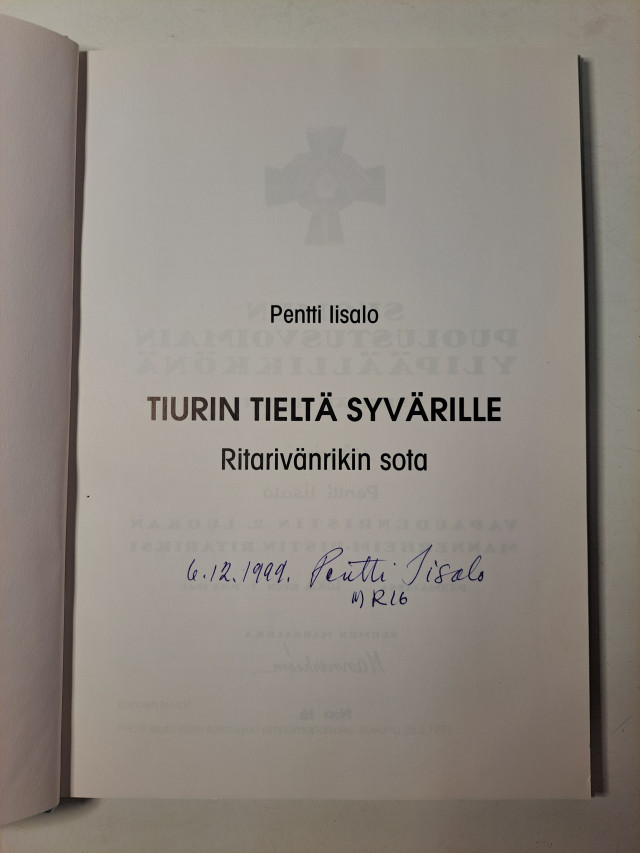 Pentti Iisalo
TIURIN TIELTÄ SYVÄRILLE
Ritarivänrikin sota
6.12.1999. Pentti Iisalo
MR16